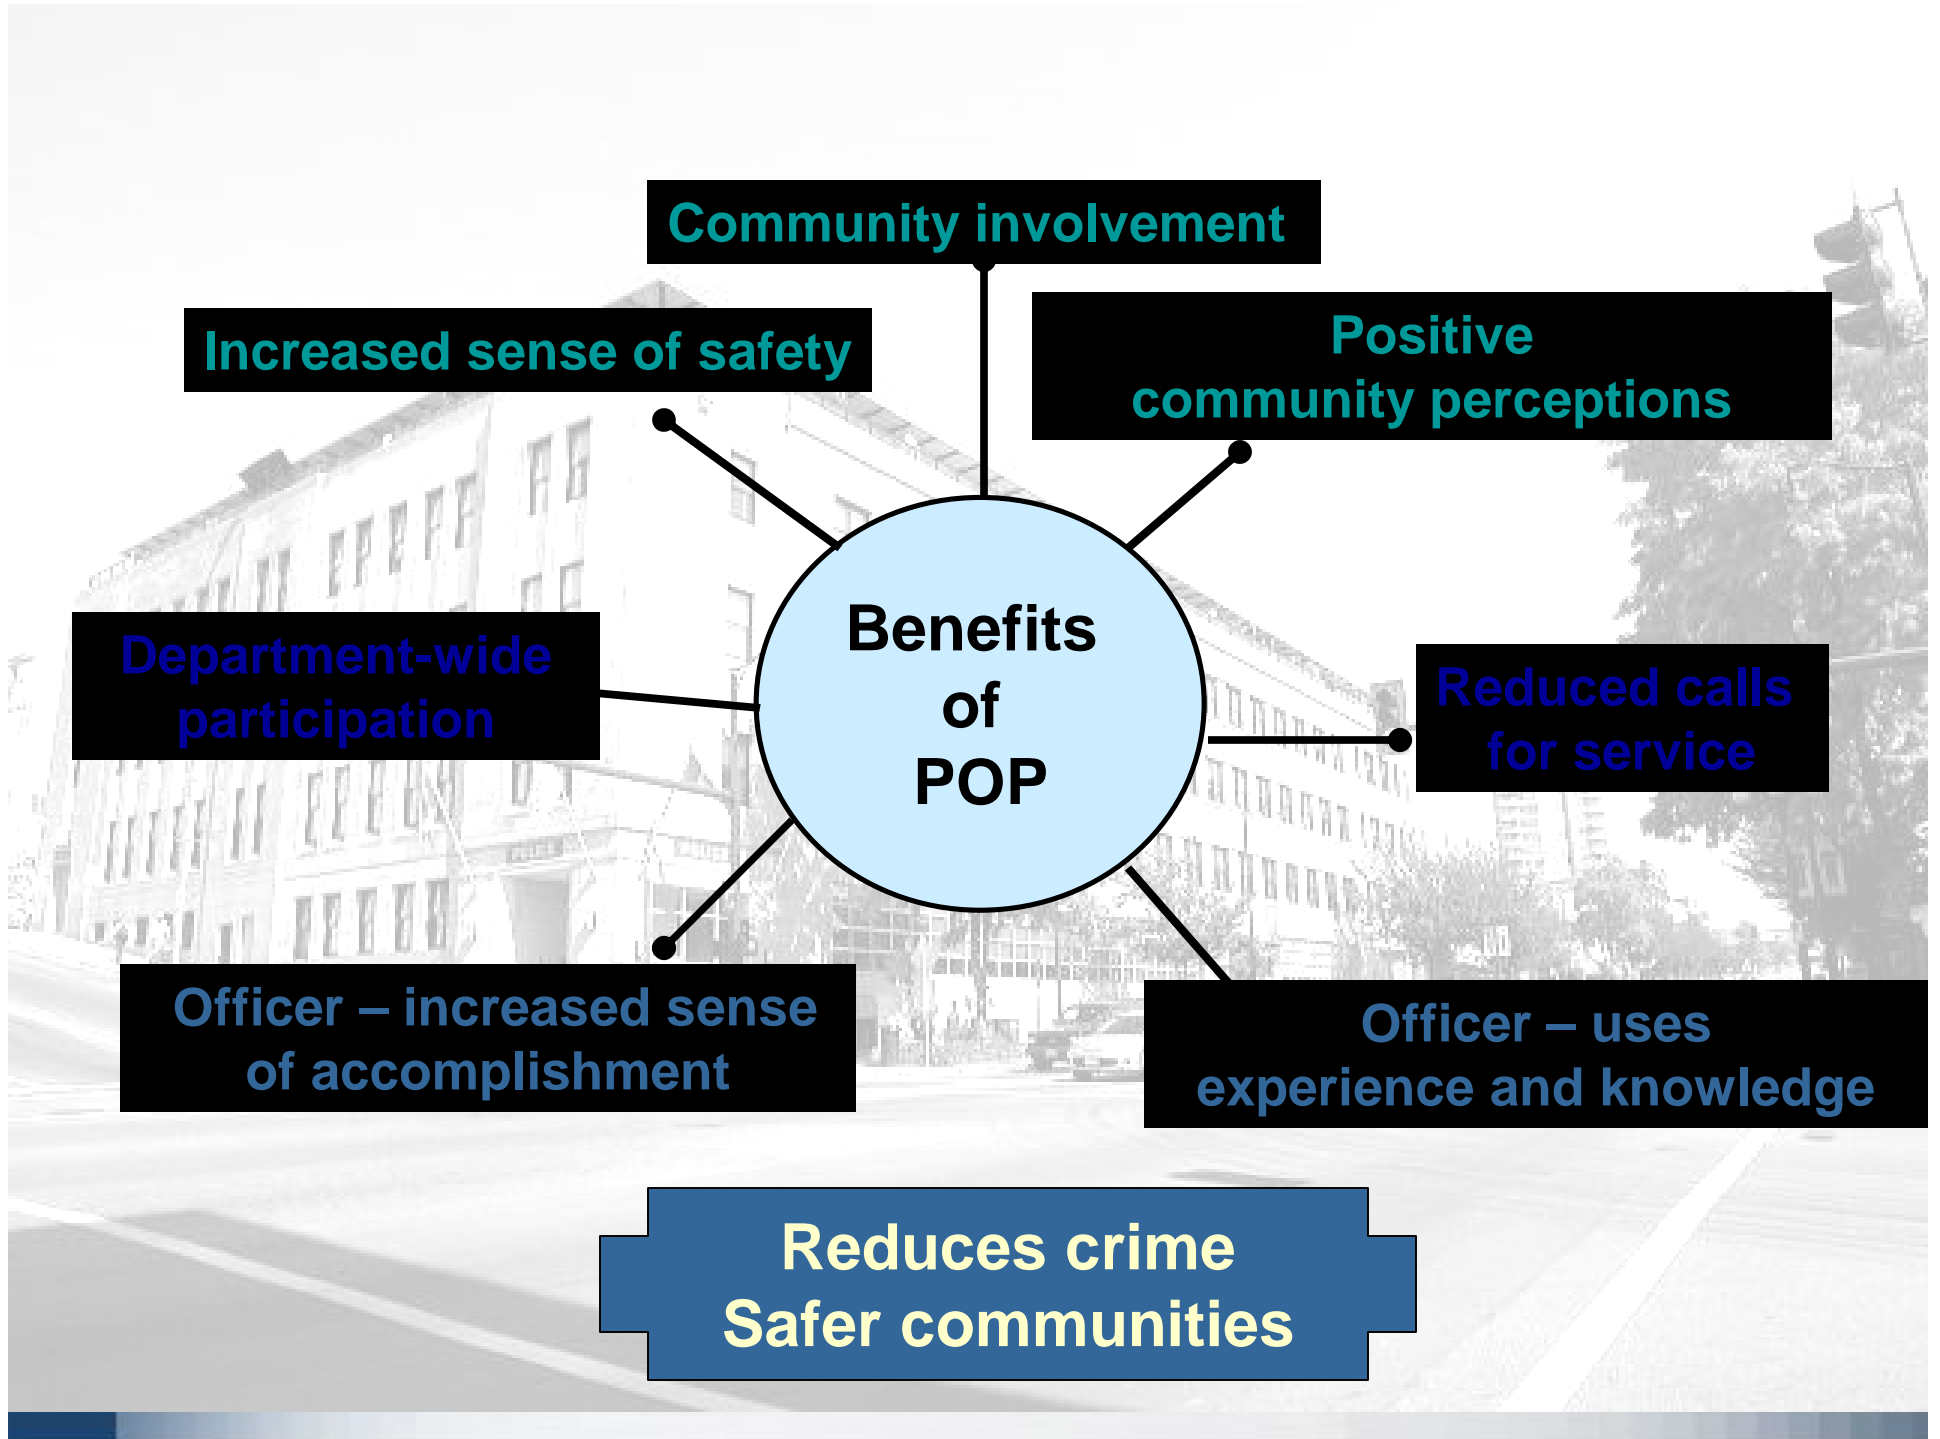 Community involvement
Increased sense of safety
Positive
community perceptions
Benefits
of
POP
Department-wide
participation
Reduced calls
for service
Officer – increased sense
of accomplishment
Officer – uses
experience and knowledge
Reduces crime
Safer communities